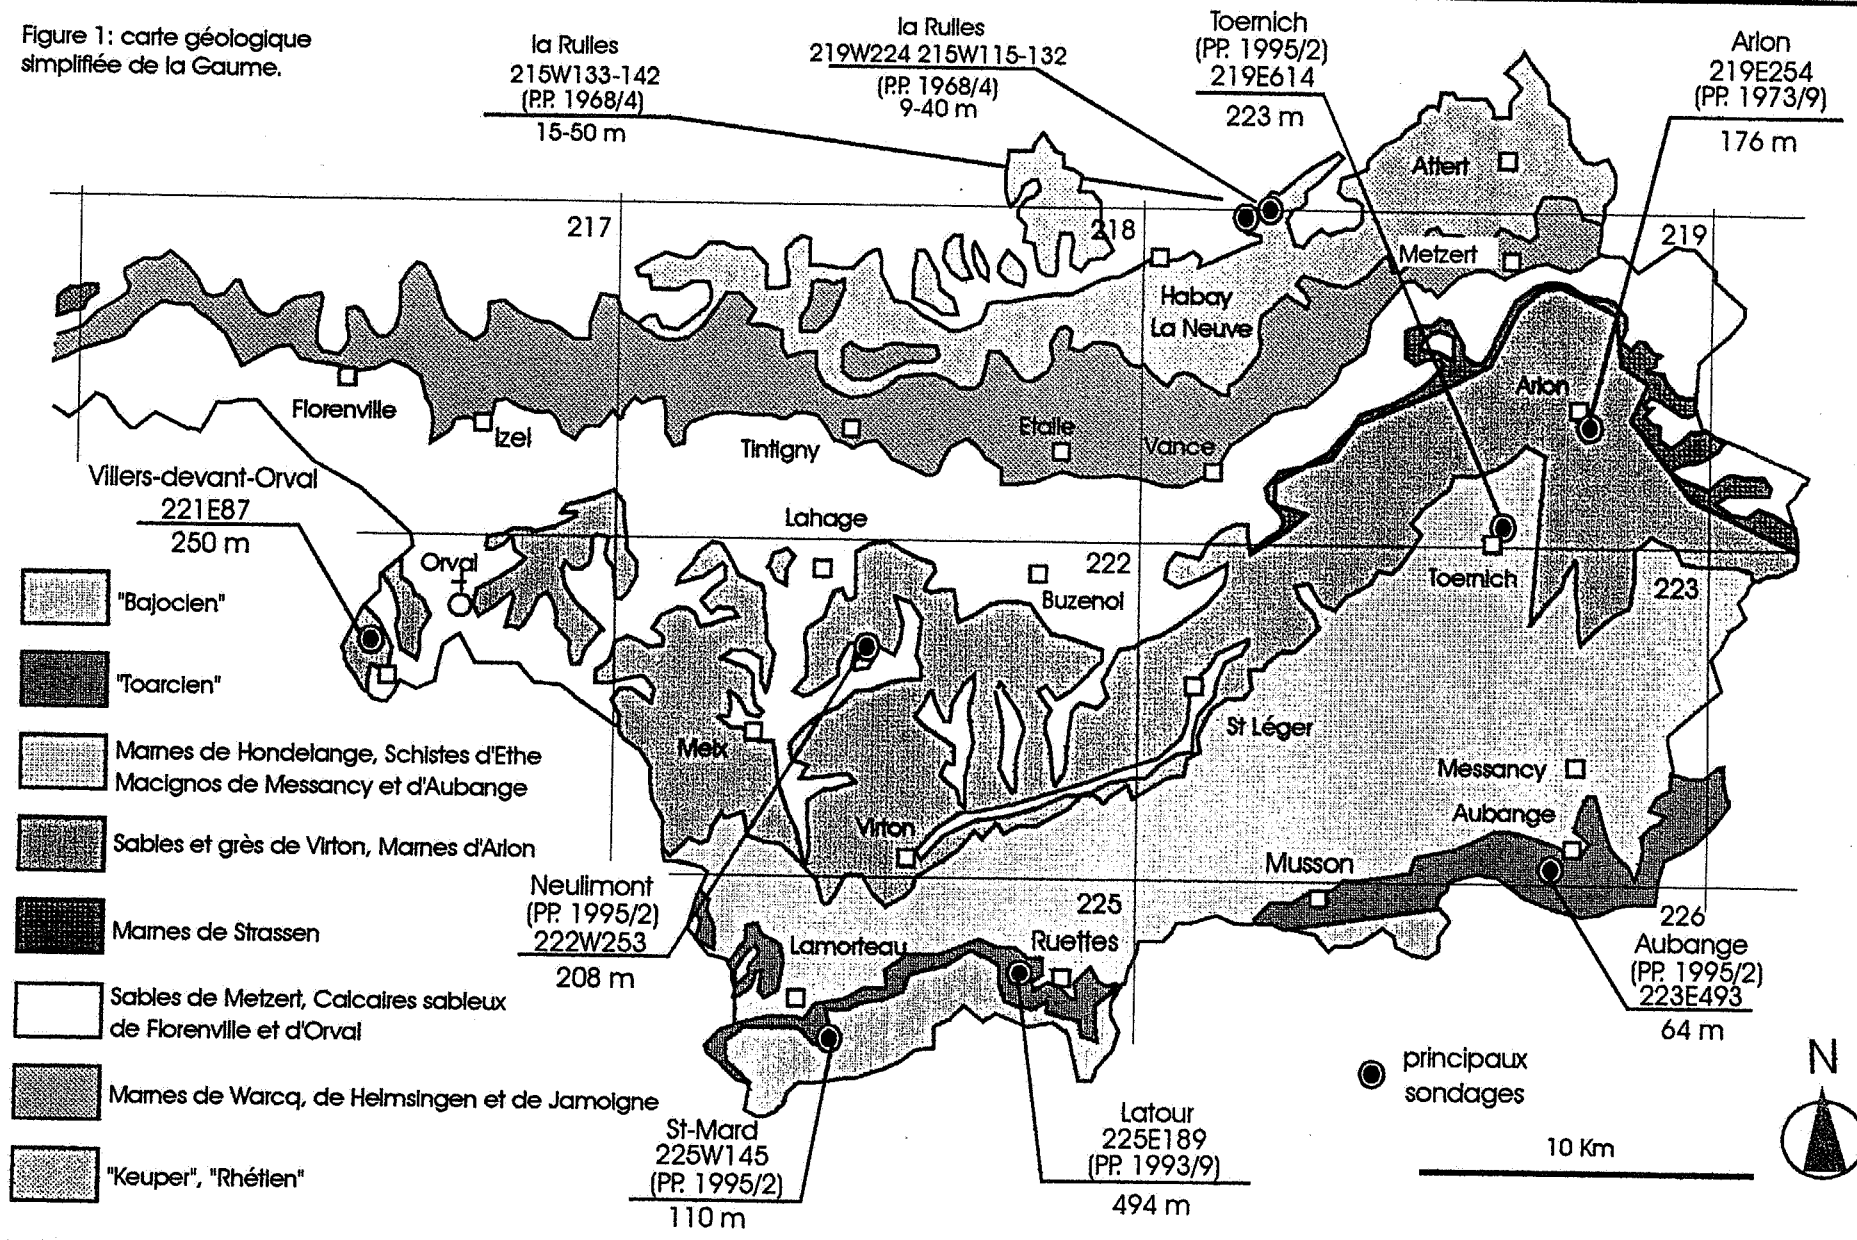 Figure 1: carte géologique
simplifiée de la Gaume.
la Rulles
215W133-142
(P.P. 1968/4)
15-50 m
la Rulles
219W224 215W115-132
(P.P. 1968/4)
9-40 m
Toernich
(PP. 1995/2)
219E614
223 m
Arlon
219E254
(PP. 1973/9)
176 m
Attert
217
218
219
Metzert
Habay
La Neuve
Florenville
Izel
Tintigny
Etalle
Vance
Arlon
Villers-devant-Orval
221E87
250 m
Lahage
Orval
222
Buzenol
Toernich
223
"Bajocien"
"Toarcien"
Marnes de Hondelange, Schistes d'Ethe
Macignos de Messancy et d'Aubange
Sables et grès de Virton, Marnes d'Arlon
Marnes de Strassen
Sables de Metzert, Calcaires sableux
de Florenville et d'Orval
Marnes de Warcq, de Helmsingen et de Jamoigne
"Keuper", "Rhétien"
Meix
St Léger
Messancy
Aubange
Virton
Musson
Neulimont
(PP. 1995/2)
222W253
208 m
225
226
Lamorteau
Ruettes
Aubange
(PP. 1995/2)
223E493
64 m
St-Mard
225W145
(PP. 1995/2)
110 m
Latour
225E189
(PP. 1993/9)
494 m
principaux
sondages
10 Km
N